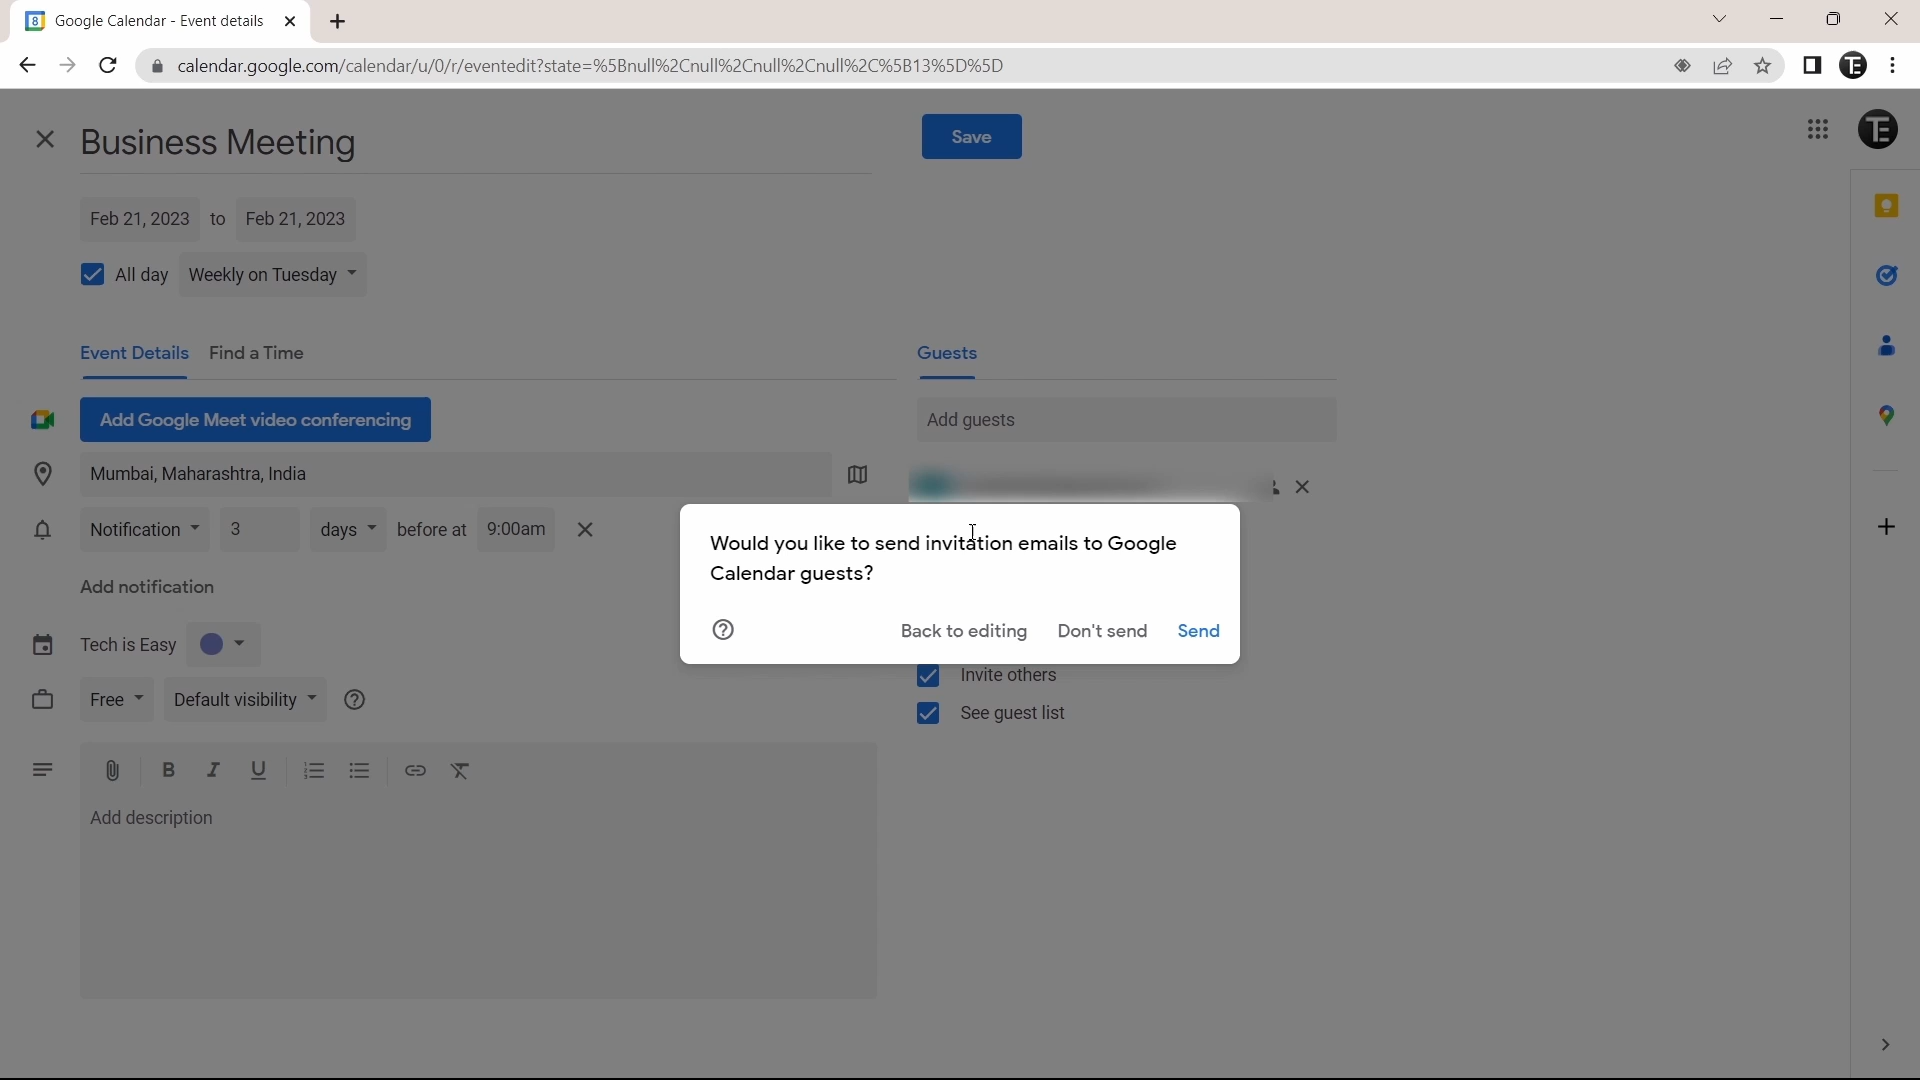 Google Calendar - Event details
calendar.google.com/calendar/u/0/r/eventedit?state=%5Bnull%2Cnull%2Cnull%2Cnull%2C%5B13%5D%5D
Business Meeting
Save
Feb 21, 2023 to Feb 21, 2023
All day Weekly on Tuesday
Event Details Find a Time
Guests
Add Google Meet video conferencing
Add guests
Mumbai, Maharashtra, India
Notification 3 days before at 9:00am
Would you like to send invitation emails to Google
Calendar guests?
Back to editing Don't send Send
Add notification
Tech is Easy
Free Default visibility
Invite others
See guest list
B I U
Add description